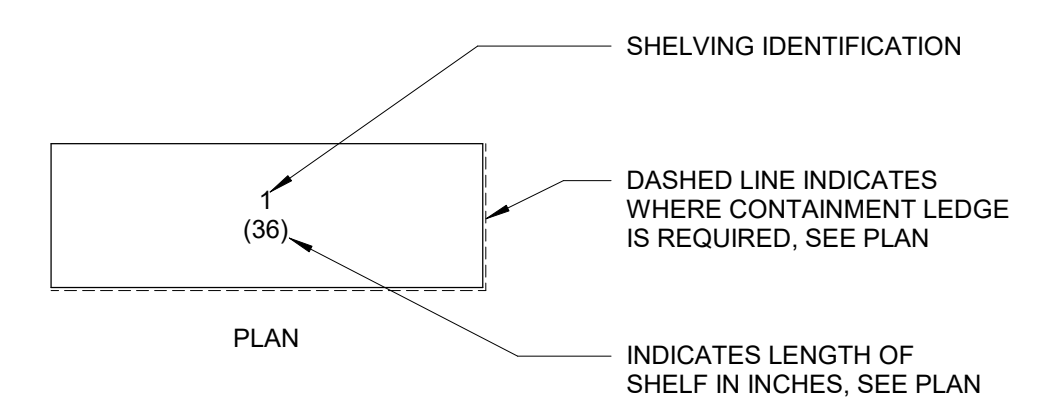 SHELVING IDENTIFICATION
1
(36)
DASHED LINE INDICATES
WHERE CONTAINMENT LEDGE
IS REQUIRED, SEE PLAN
PLAN
INDICATES LENGTH OF
SHELF IN INCHES, SEE PLAN